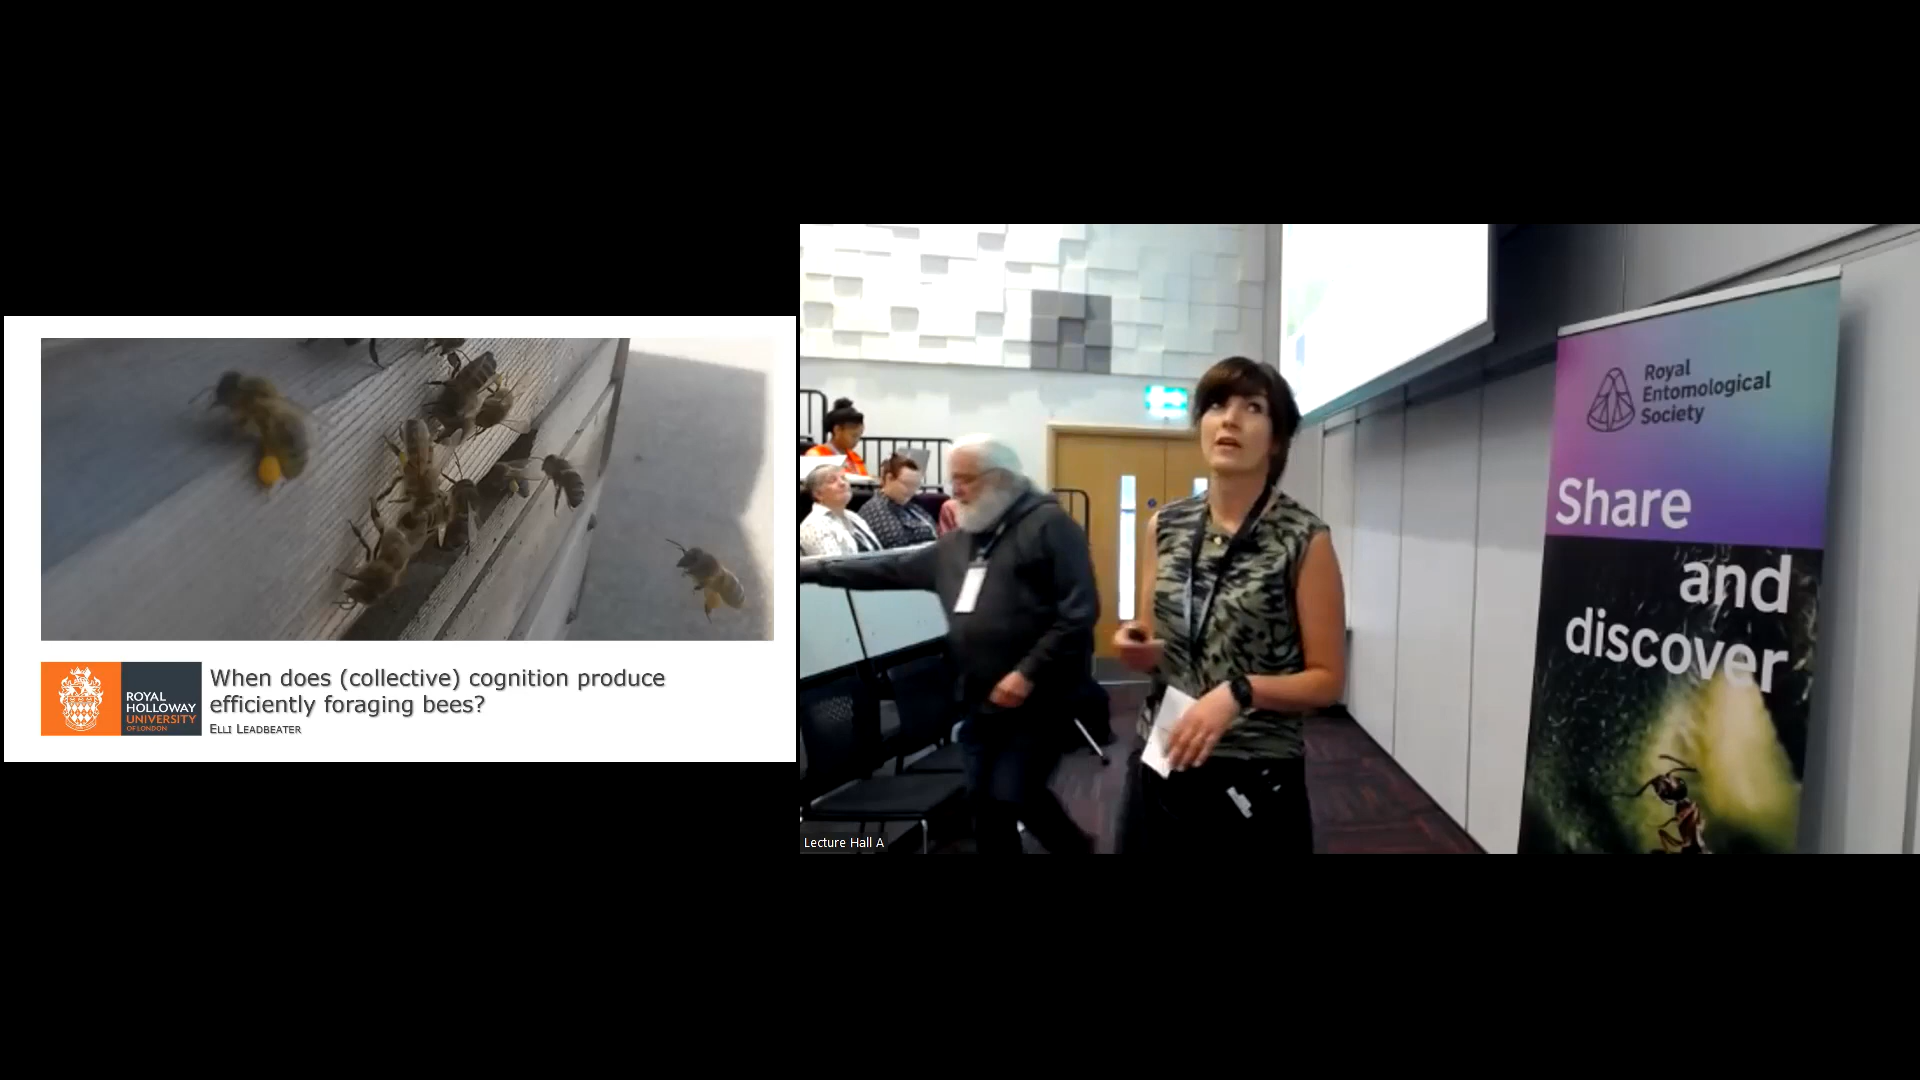 ROYAL
HOLLOWAY
UNIVERSITY
OF LONDON
When does (collective) cognition produce
efficiently foraging bees?
ELLI LEADBEATER
Royal
Entomological
Society
Share
and
discover
Lecture Hall A